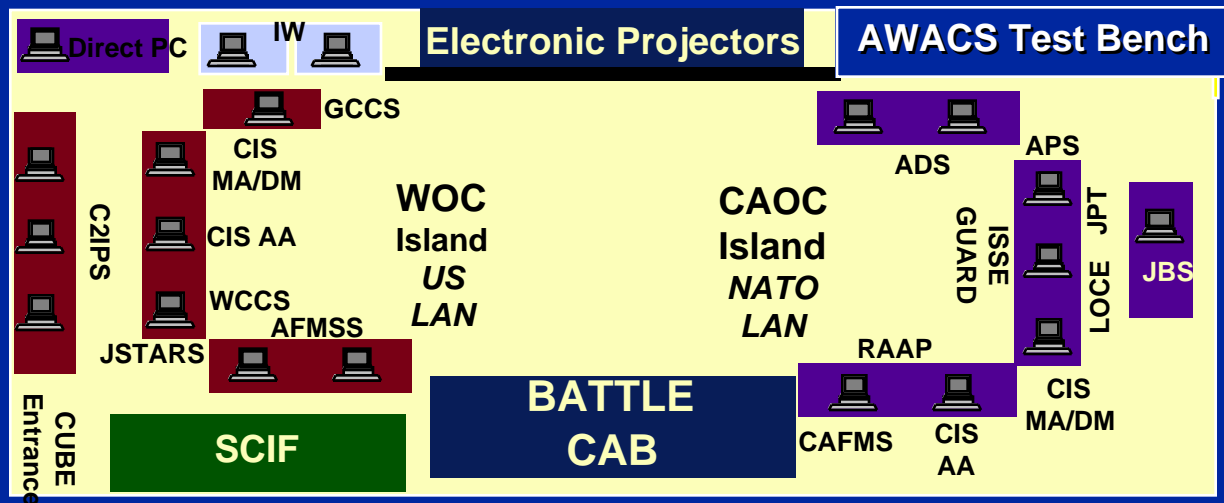 Direct PC
IW
Electronic Projectors
AWACS Test Bench
GCCS
CIS
MA/DM
CIS AA
WCCS
AFMSS
JSTARS
C2IPS
CUBE
Entrance
SCIF
WOC
Island
US
LAN
BATTLE
CAB
CAOC
Island
NATO
LAN
ADS
APS
ISSE
GUARD
JPT
LOCE
JBS
RAAP
CAFMS
CIS
AA
CIS
MA/DM